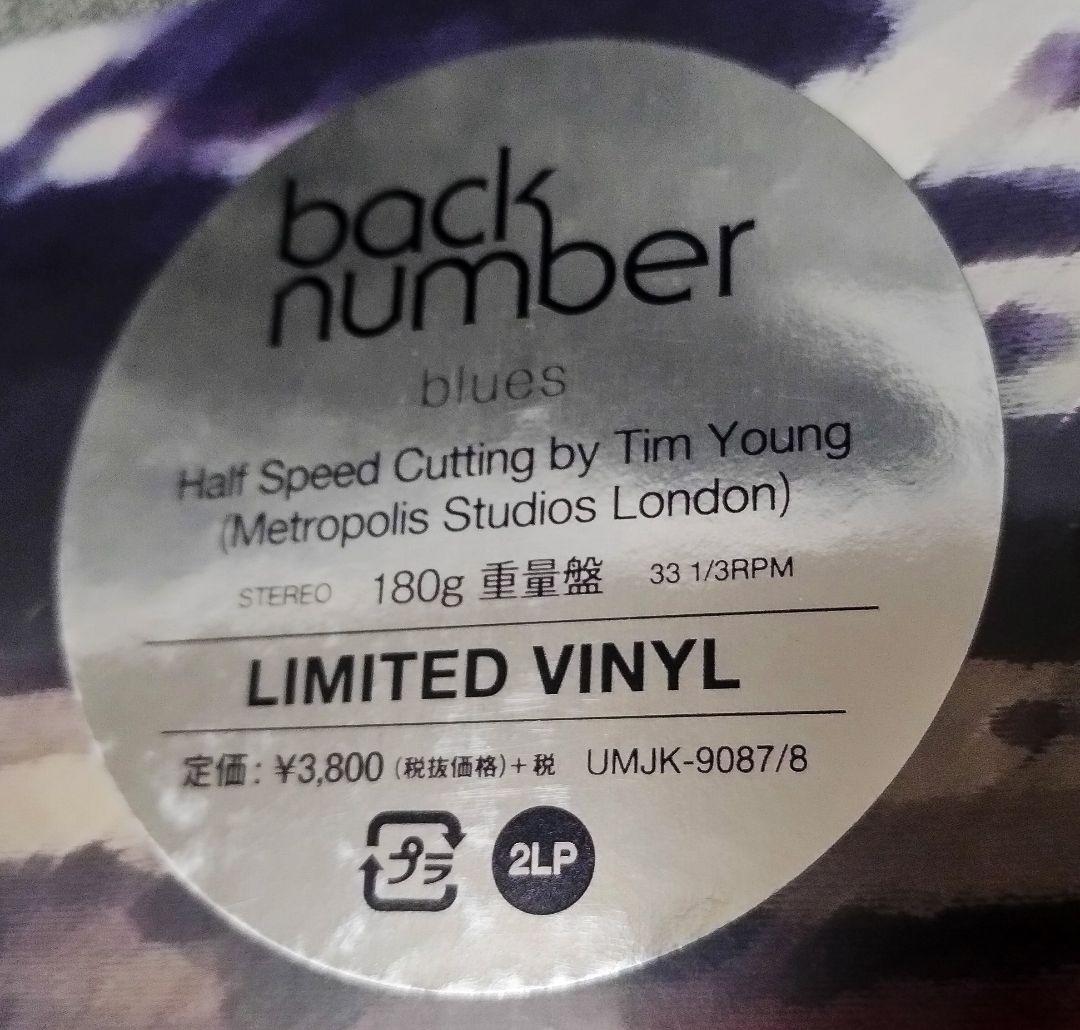 back
number
blues
Half Speed Cutting by Tim Young
(Metropolis Studios London)
STEREO 180g 重量盤 33 1/3RPM
LIMITED VINYL
定価: ¥3,800 (税抜価格)+税 UMJK-9087/8
プラ 2LP